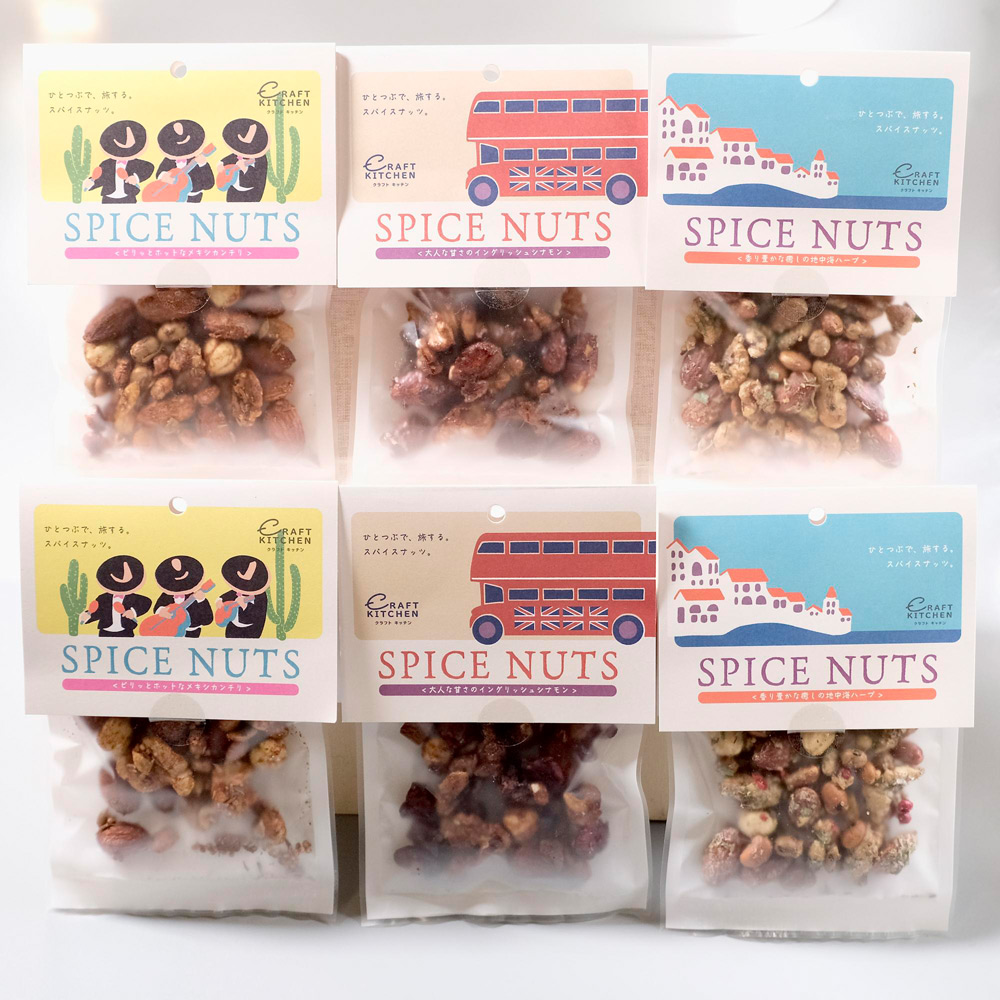 ひとつぶで、旅する。
スパイスナッツ。
CRAFT
KITCHEN
クラフト キッチン
SPICE NUTS
<ピリッとホットなメキシカンチリ>
ひとつぶで、旅する。
スパイスナッツ。
CRAFT
KITCHEN
クラフト キッチン
SPICE NUTS
<大人な甘さのイングリッシュシナモン>
ひとつぶで、旅する。
スパイスナッツ。
CRAFT
KITCHEN
クラフト キッチン
SPICE NUTS
<香り豊かな癒しの地中海ハーブ>
ひとつぶで、旅する。
スパイスナッツ。
CRAFT
KITCHEN
クラフト キッチン
SPICE NUTS
<ピリッとホットなメキシカンチリ>
ひとつぶで、旅する。
スパイスナッツ。
CRAFT
KITCHEN
クラフト キッチン
SPICE NUTS
<大人な甘さのイングリッシュシナモン>
ひとつぶで、旅する。
スパイスナッツ。
CRAFT
KITCHEN
クラフト キッチン
SPICE NUTS
<香り豊かな癒しの地中海ハーブ>